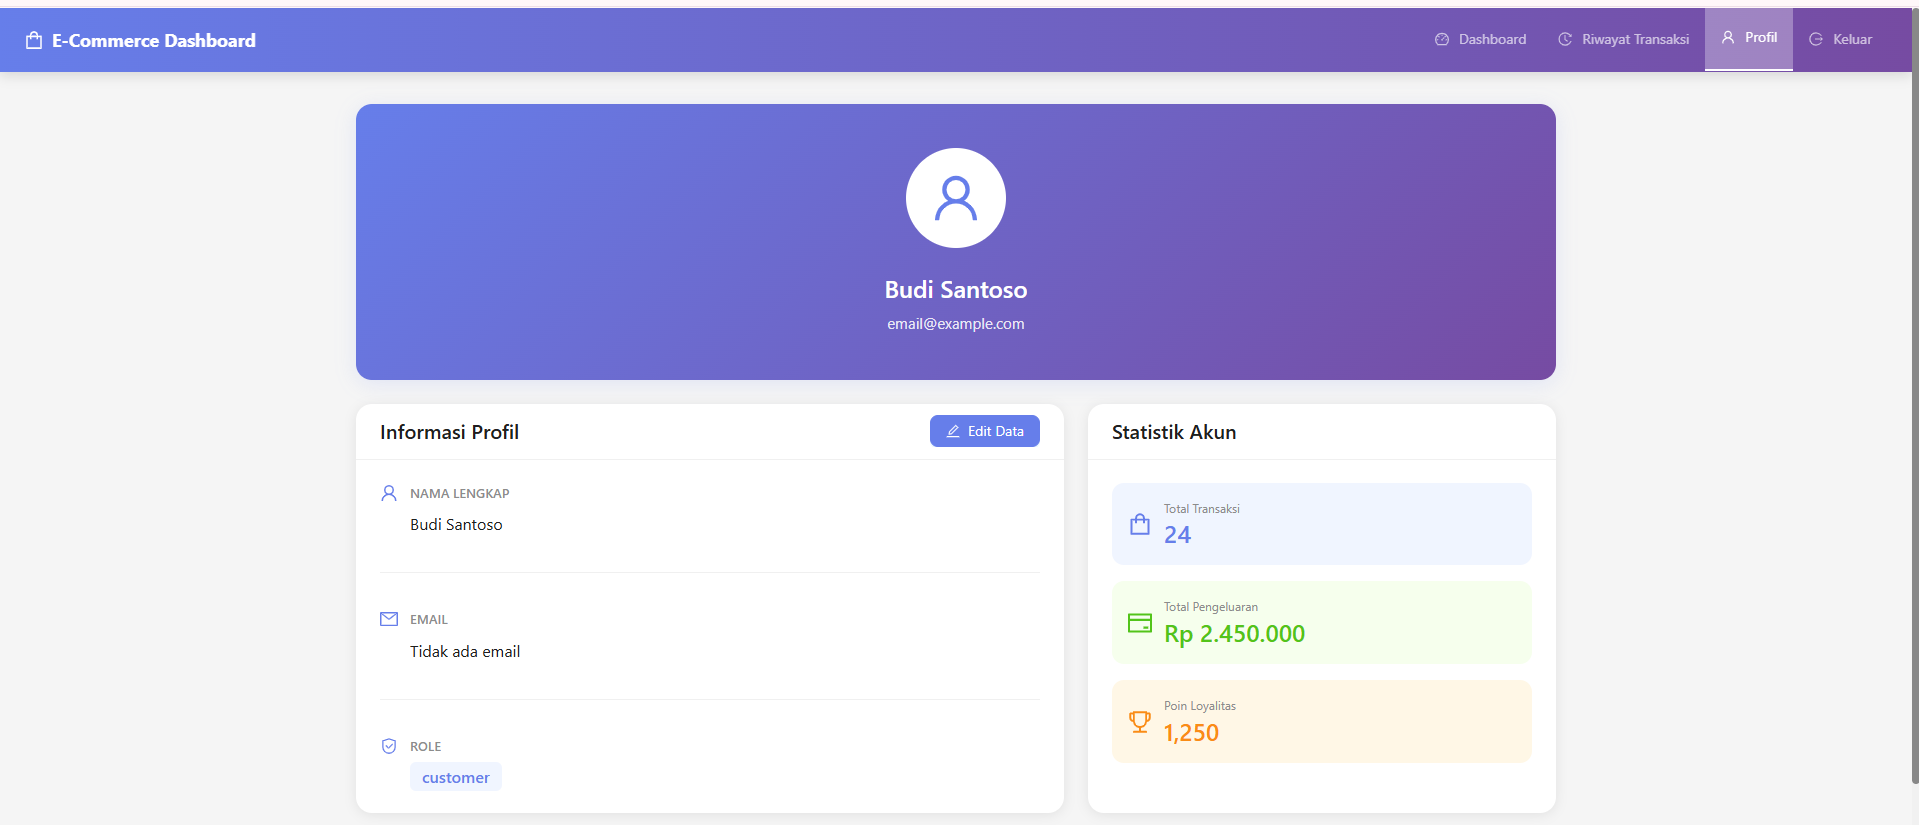 E-Commerce Dashboard
Dashboard
Riwayat Transaksi
Profil
Keluar
Budi Santoso
email@example.com
Informasi Profil
Edit Data
NAMA LENGKAP
Budi Santoso
EMAIL
Tidak ada email
ROLE
customer
Statistik Akun
Total Transaksi
24
Total Pengeluaran
Rp 2.450.000
Poin Loyalitas
1,250